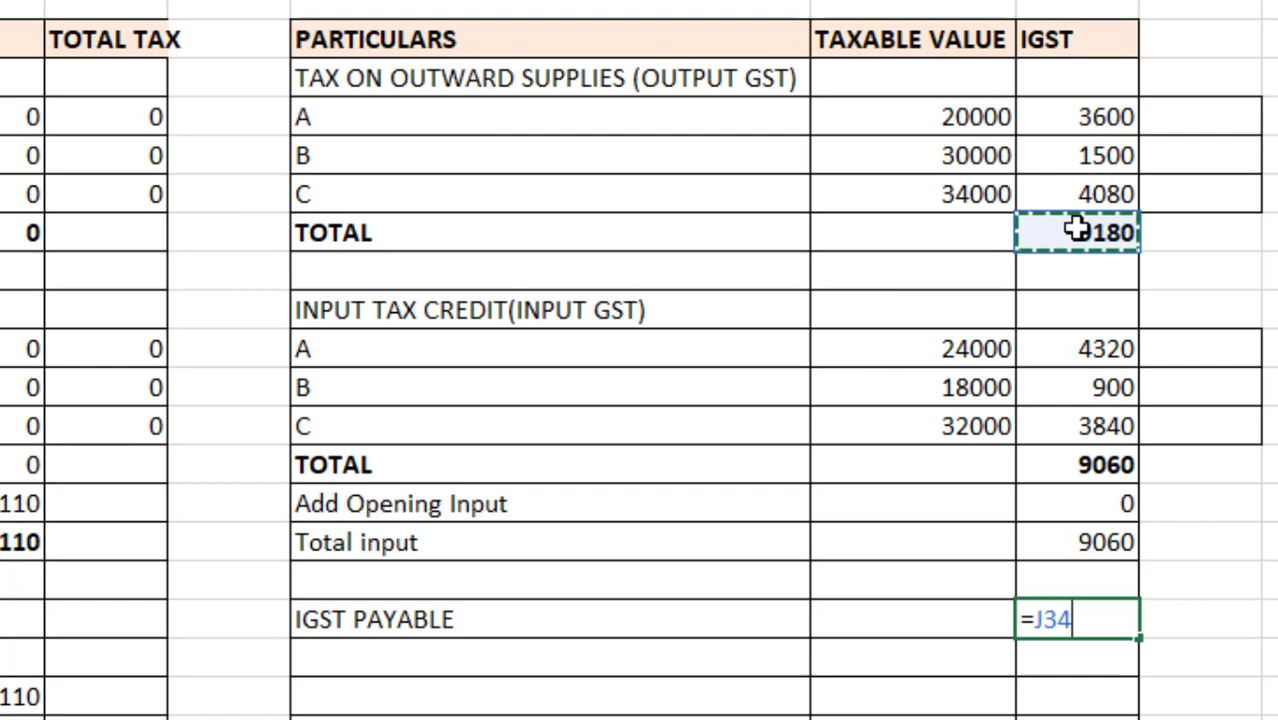 TOTAL TAX PARTICULARS TAXABLE VALUE IGST
TAX ON OUTWARD SUPPLIES (OUTPUT GST)
0 0 A 20000 3600
0 0 B 30000 1500
0 0 C 34000 4080
0 TOTAL 180
INPUT TAX CREDIT(INPUT GST)
0 0 A 24000 4320
0 0 B 18000 900
0 0 C 32000 3840
0 TOTAL 9060
110 Add Opening Input 0
110 Total input 9060
IGST PAYABLE =J34
110